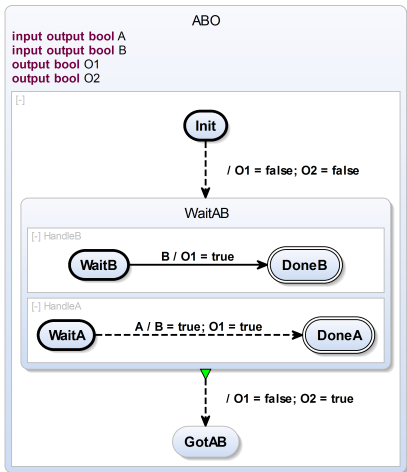 ABO
input output bool A
input output bool B
output bool O1
output bool O2
[-]
Init
/ O1 = false; O2 = false
WaitAB
[-] HandleB
WaitB
B / O1 = true
DoneB
[-] HandleA
WaitA
A / B = true; O1 = true
DoneA
/ O1 = false; O2 = true
GotAB